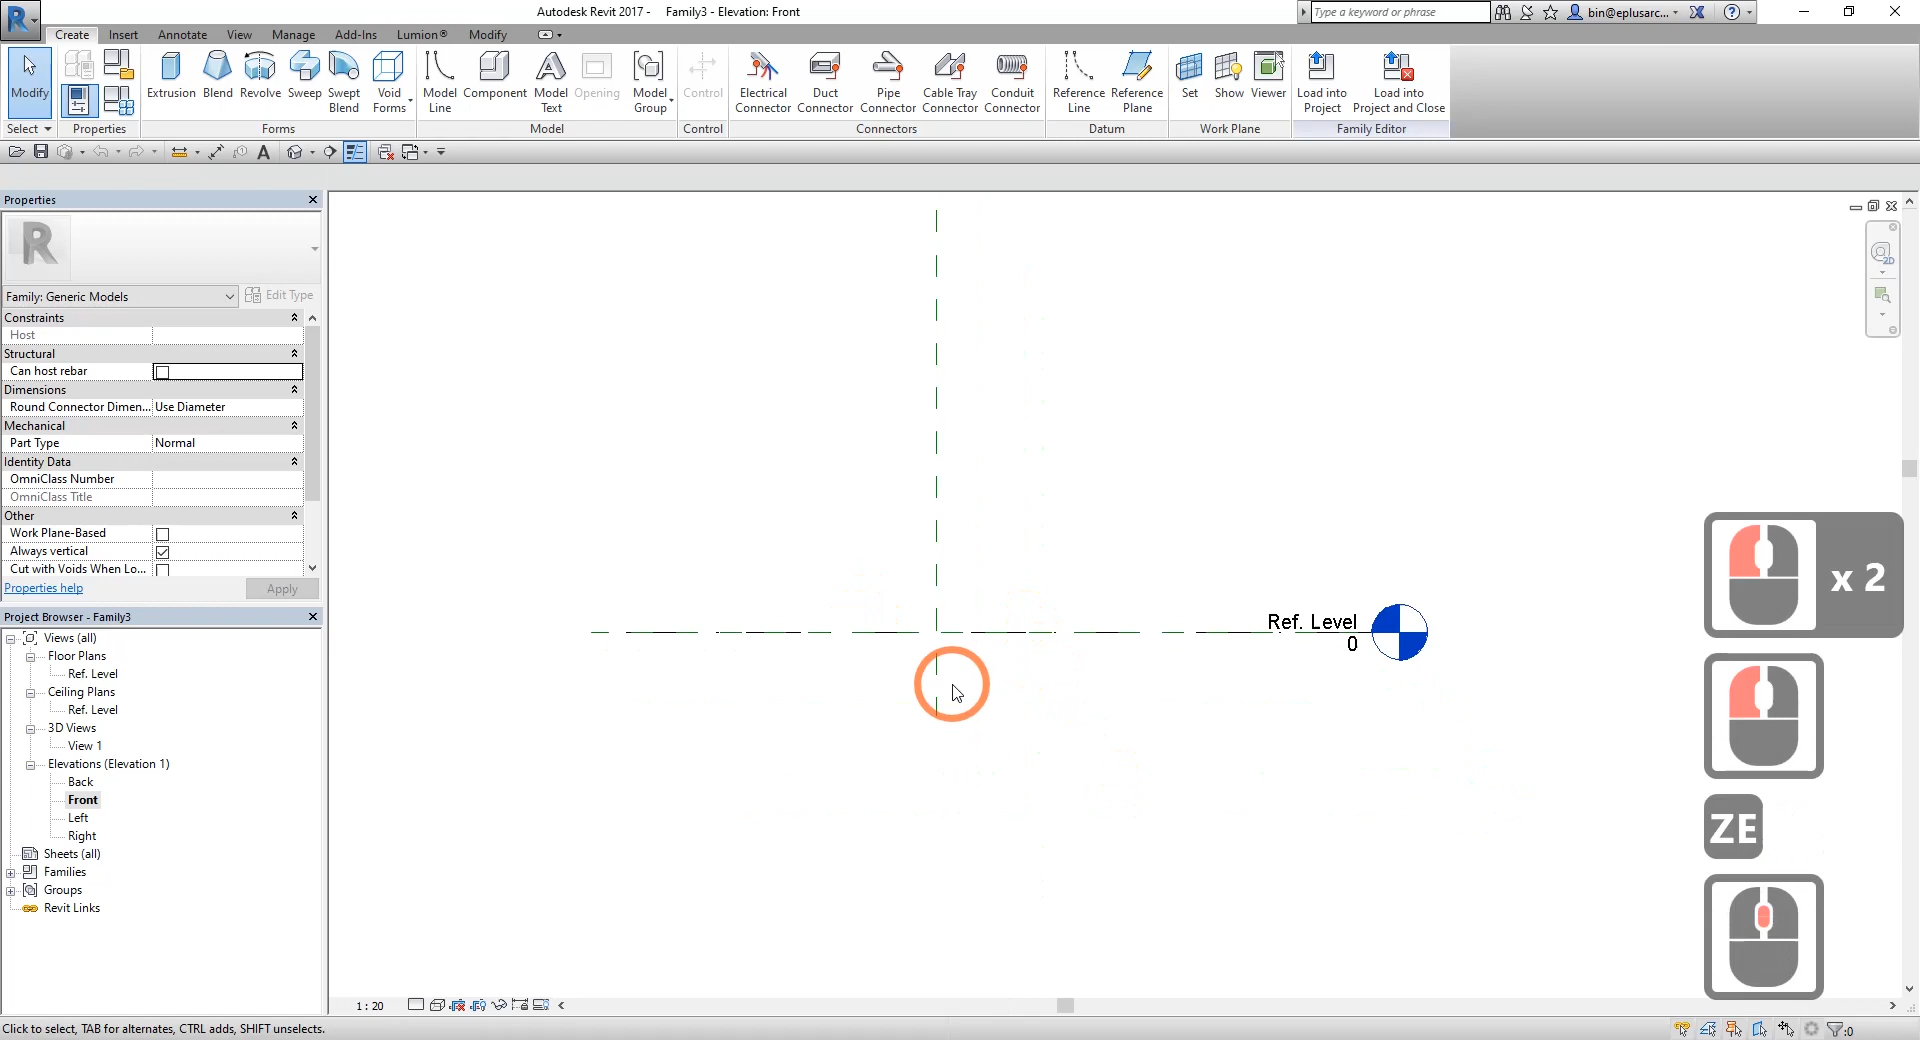 Autodesk Revit 2017 - Family3 - Elevation: Front
Type a keyword or phrase
bin@eplusarc...
Create Insert Annotate View Manage Add-Ins Lumion® Modify
Modify
Extrusion Blend Revolve Sweep Swept Blend Void Forms
Model Line Component Model Text Opening Model Group
Control
Electrical Connector Duct Connector Pipe Connector Cable Tray Connector Conduit Connector
Reference Line Reference Plane
Set Show Viewer
Load into Project Load into Project and Close
Select Properties Forms Model Control Connectors Datum Work Plane Family Editor
Properties
Family: Generic Models Edit Type
Constraints
Host
Structural
Can host rebar
Dimensions
Round Connector Dimen... Use Diameter
Mechanical
Part Type Normal
Identity Data
OmniClass Number
OmniClass Title
Other
Work Plane-Based
Always vertical
Cut with Voids When Lo...
Properties help Apply
Project Browser - Family3
Views (all)
Floor Plans
Ref. Level
Ceiling Plans
Ref. Level
3D Views
View 1
Elevations (Elevation 1)
Back
Front
Left
Right
Sheets (all)
Families
Groups
Revit Links
2D
Ref. Level
0
x 2
ZE
1 : 20
Click to select, TAB for alternates, CTRL adds, SHIFT unselects.
:0